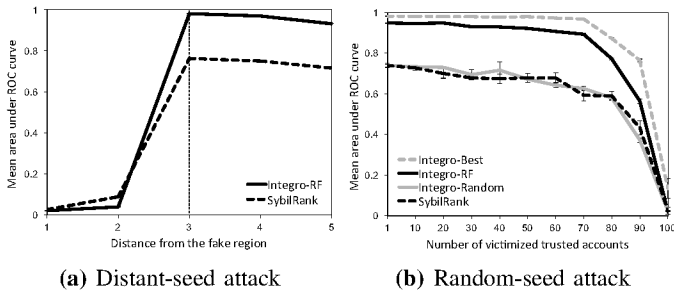 Mean area under ROC curve
1
0.8
0.6
0.4
0.2
0
1 2 3 4 5
Distance from the fake region
Integro-RF
SybilRank
(a) Distant-seed attack
Mean area under ROC curve
1
0.8
0.6
0.4
0.2
0
1 10 20 30 40 50 60 70 80 90 100
Number of victimized trusted accounts
Integro-Best
Integro-RF
Integro-Random
SybilRank
(b) Random-seed attack